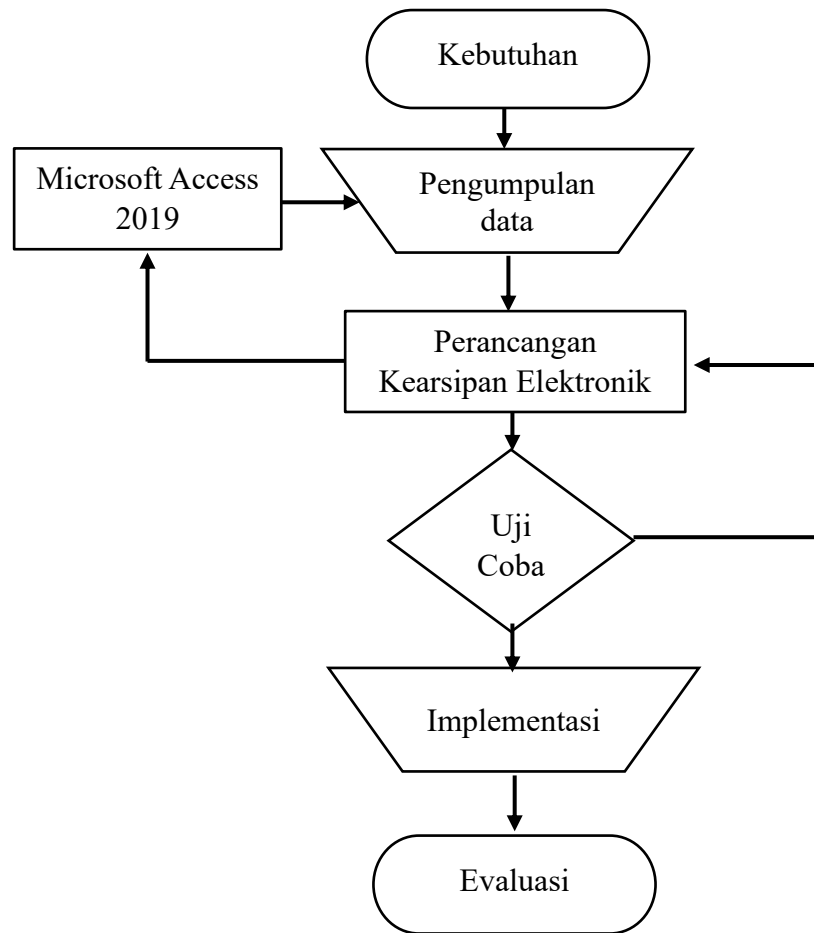 Kebutuhan
Microsoft Access
2019
Pengumpulan
data
Perancangan
Kearsipan Elektronik
Uji
Coba
Implementasi
Evaluasi